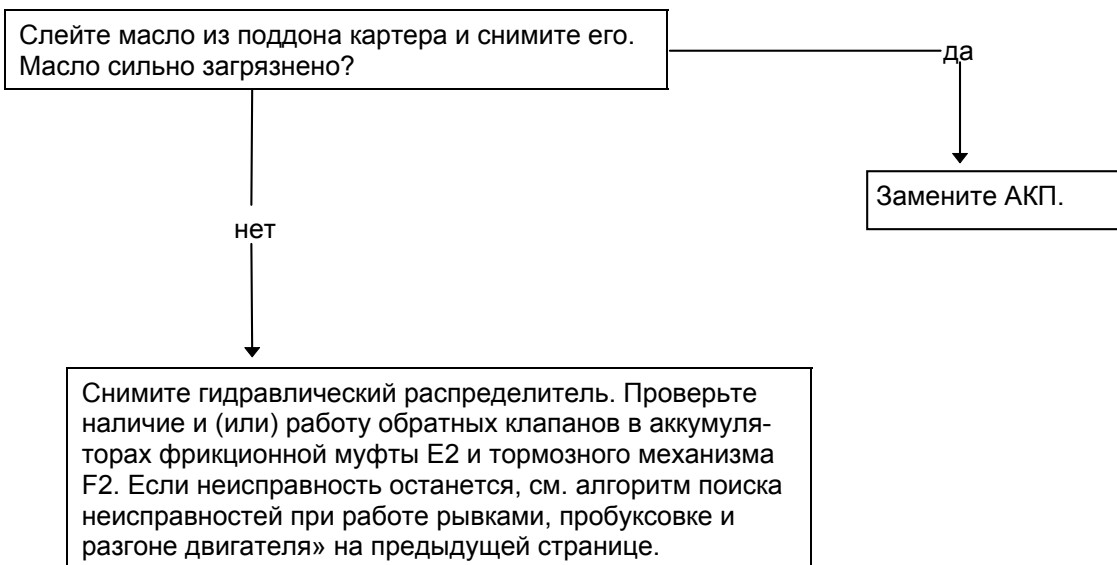 Слейте масло из поддона картера и снимите его.
Масло сильно загрязнено?
да
Замените АКП.
нет
Снимите гидравлический распределитель. Проверьте
наличие и (или) работу обратных клапанов в аккумуля-
торах фрикционной муфты E2 и тормозного механизма
F2. Если неисправность останется, см. алгоритм поиска
неисправностей при работе рывками, пробуксовке и
разгоне двигателя» на предыдущей странице.